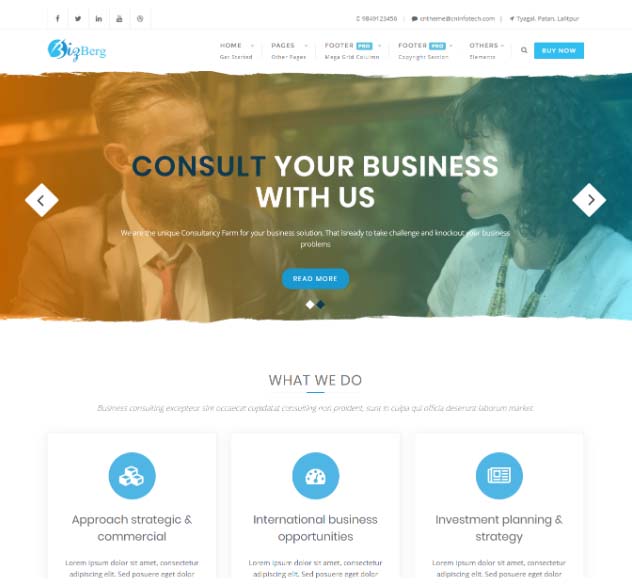 9849123456 | cntheme@cninfotech.com | Tyagal, Patan, Lalitpur
BizBerg
HOME PAGES FOOTER PRO FOOTER PRO OTHERS BUY NOW
Get Started Other Pages Mega Grid Column Copyright Section Elements
CONSULT YOUR BUSINESS
WITH US
We are the unique Consultancy Farm for your business solution. That isready to take challenge and knockout your business
problems
READ MORE
WHAT WE DO
Business consulting excepteur sint occaecat cupidatat consulting non proident, sunt in culpa qui officia deserunt laborum market.
Approach strategic &
commercial
Lorem ipsum dolor sit amet, consectetur
adipiscing elit. Sed posuere eget dolor
International business
opportunities
Lorem ipsum dolor sit amet, consectetur
adipiscing elit. Sed posuere eget dolor
Investment planning &
strategy
Lorem ipsum dolor sit amet, consectetur
adipiscing elit. Sed posuere eget dolor